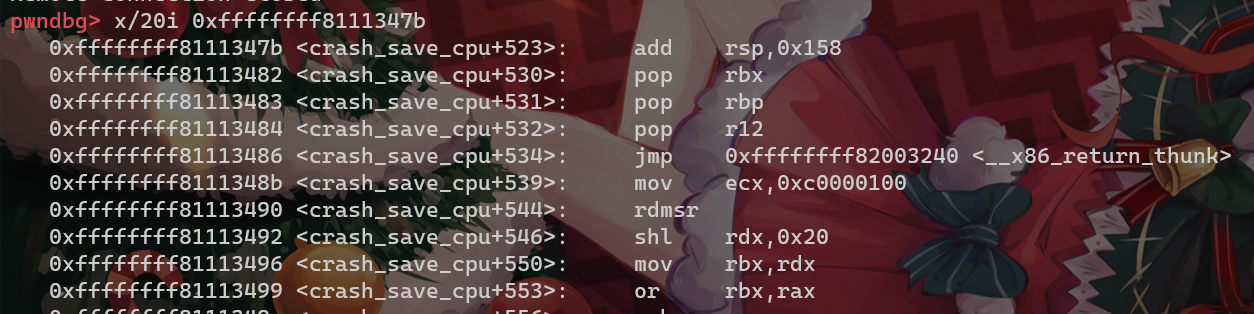 pwndbg> x/20i 0xffffffff8111347b
0xffffffff8111347b <crash_save_cpu+523>: add rsp,0x158
0xffffffff81113482 <crash_save_cpu+530>: pop rbx
0xffffffff81113483 <crash_save_cpu+531>: pop rbp
0xffffffff81113484 <crash_save_cpu+532>: pop r12
0xffffffff81113486 <crash_save_cpu+534>: jmp 0xffffffff82003240 <__x86_return_thunk>
0xffffffff8111348b <crash_save_cpu+539>: mov ecx,0xc0000100
0xffffffff81113490 <crash_save_cpu+544>: rdmsr
0xffffffff81113492 <crash_save_cpu+546>: shl rdx,0x20
0xffffffff81113496 <crash_save_cpu+550>: mov rbx,rdx
0xffffffff81113499 <crash_save_cpu+553>: or rbx,rax